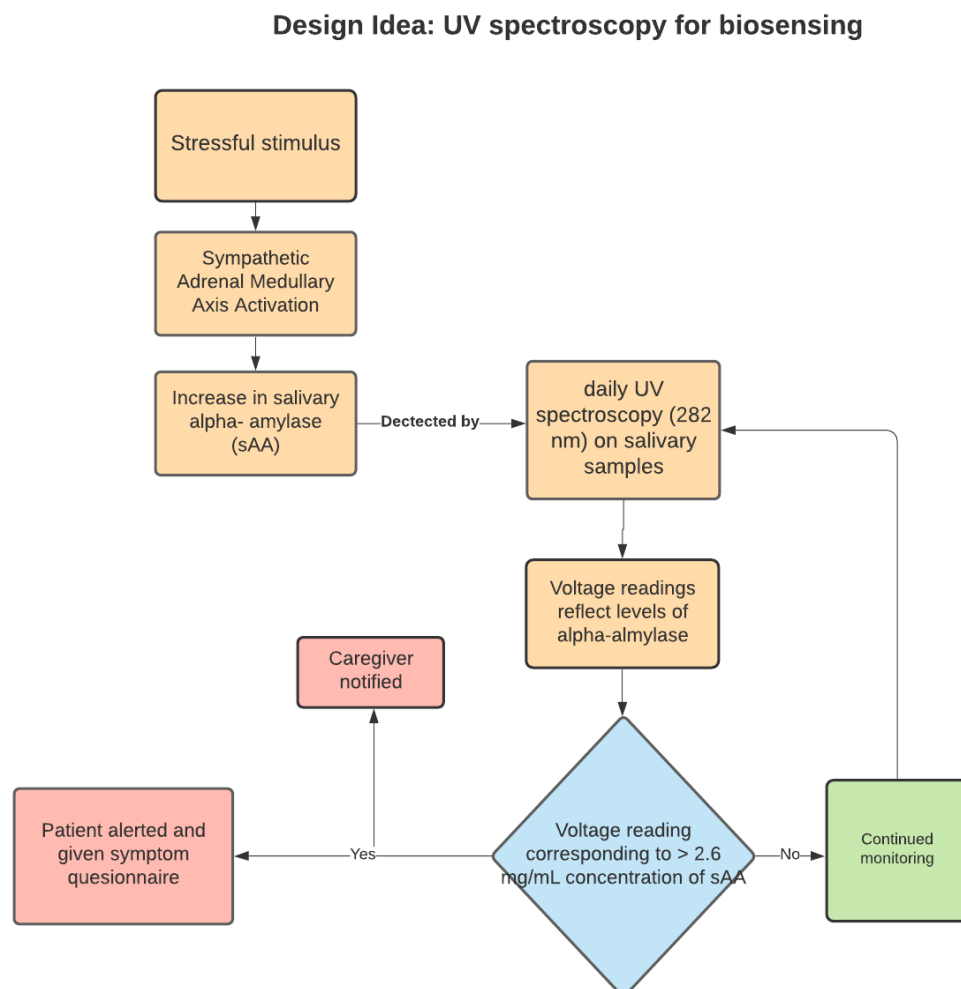 Design Idea: UV spectroscopy for biosensing
Stressful stimulus
Sympathetic
Adrenal Medullary
Axis Activation
Increase in salivary
alpha- amylase
(sAA)
Dectected by
daily UV
spectroscopy (282
nm) on salivary
samples
Voltage readings
reflect levels of
alpha-almylase
Voltage reading
corresponding to > 2.6
mg/mL concentration of sAA
Yes
Caregiver
notified
Patient alerted and
given symptom
quesionnaire
No
Continued
monitoring